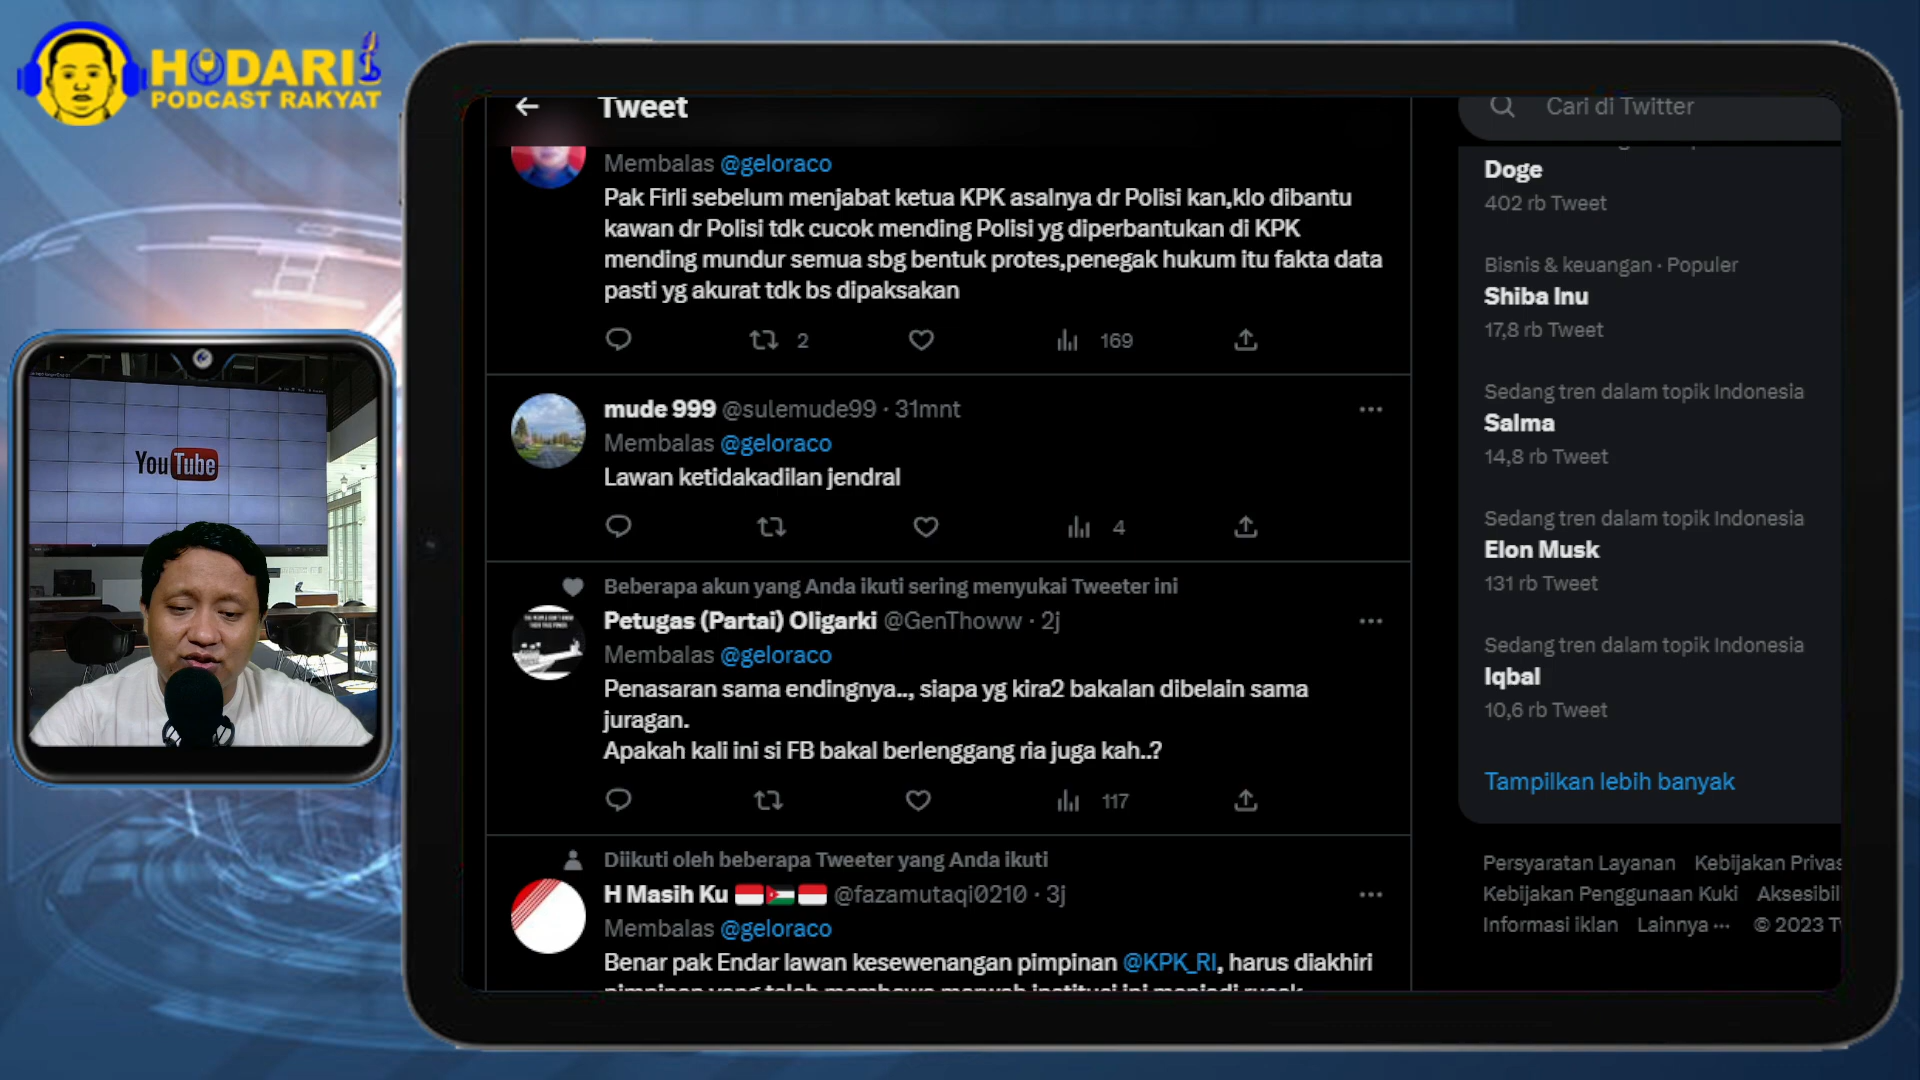 HODARI
PODCAST RAKYAT
YouTube
Tweet
Membalas @geloraco
Pak Firli sebelum menjabat ketua KPK asalnya dr Polisi kan,klo dibantu
kawan dr Polisi tdk cucok mending Polisi yg diperbantukan di KPK
mending mundur semua sbg bentuk protes,penegak hukum itu fakta data
pasti yg akurat tdk bs dipaksakan
2 169
mude 999 @sulemude99 · 31mnt
Membalas @geloraco
Lawan ketidakadilan jendral
4
Beberapa akun yang Anda ikuti sering menyukai Tweeter ini
Petugas (Partai) Oligarki @GenThoww · 2j
Membalas @geloraco
Penasaran sama endingnya.., siapa yg kira2 bakalan dibelain sama
juragan.
Apakah kali ini si FB bakal berlenggang ria juga kah..?
117
Diikuti oleh beberapa Tweeter yang Anda ikuti
H Masih Ku @fazamutaqi0210 · 3j
Membalas @geloraco
Benar pak Endar lawan kesewenangan pimpinan @KPK_RI, harus diakhiri
Cari di Twitter
Doge
402 rb Tweet
Bisnis & keuangan · Populer
Shiba Inu
17,8 rb Tweet
Sedang tren dalam topik Indonesia
Salma
14,8 rb Tweet
Sedang tren dalam topik Indonesia
Elon Musk
131 rb Tweet
Sedang tren dalam topik Indonesia
Iqbal
10,6 rb Tweet
Tampilkan lebih banyak
Persyaratan Layanan Kebijakan Privas
Kebijakan Penggunaan Kuki Aksesibil
Informasi iklan Lainnya ··· © 2023 Tw